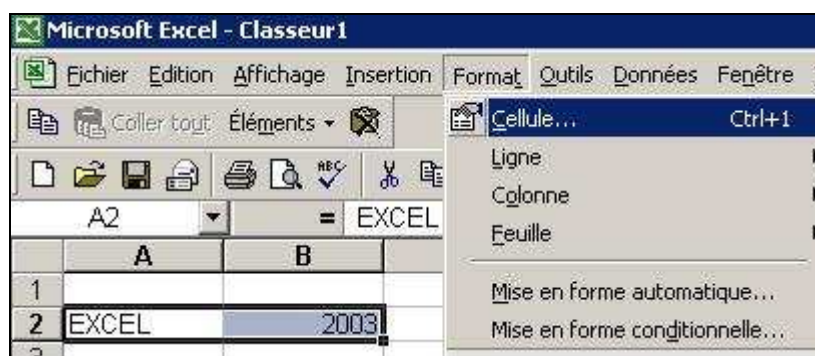 Microsoft Excel - Classeur1
Fichier Edition Affichage Insertion Format Outils Données Fenêtre
Coller tout Éléments
Cellule... Ctrl+1
Ligne
Colonne
Feuille
Mise en forme automatique...
Mise en forme conditionnelle...
ABC
A2 = EXCEL
A B
1
2 EXCEL 2003